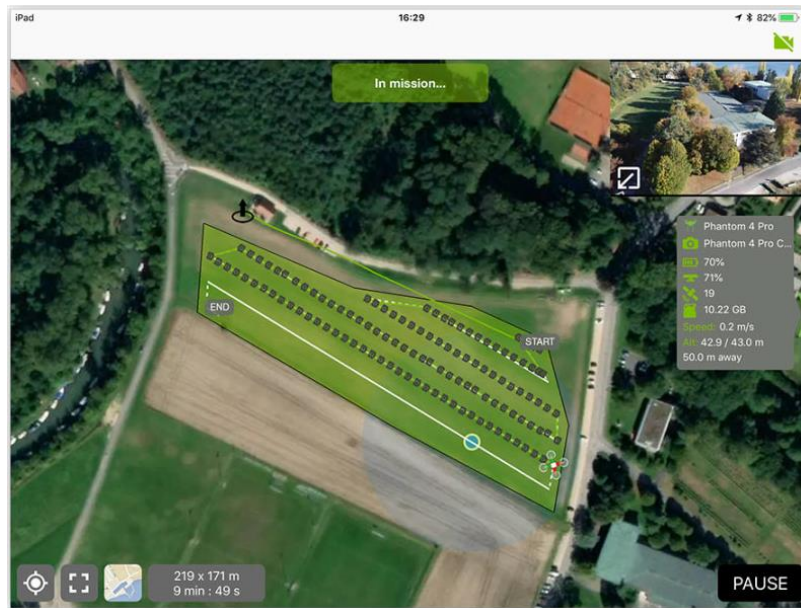 iPad
16:29
82%
In mission...
Phantom 4 Pro
Phantom 4 Pro C...
70%
71%
19
10.22 GB
Speed: 0.2 m/s
Alt: 42.9 / 43.0 m
50.0 m away
END
START
219 x 171 m
9 min : 49 s
PAUSE